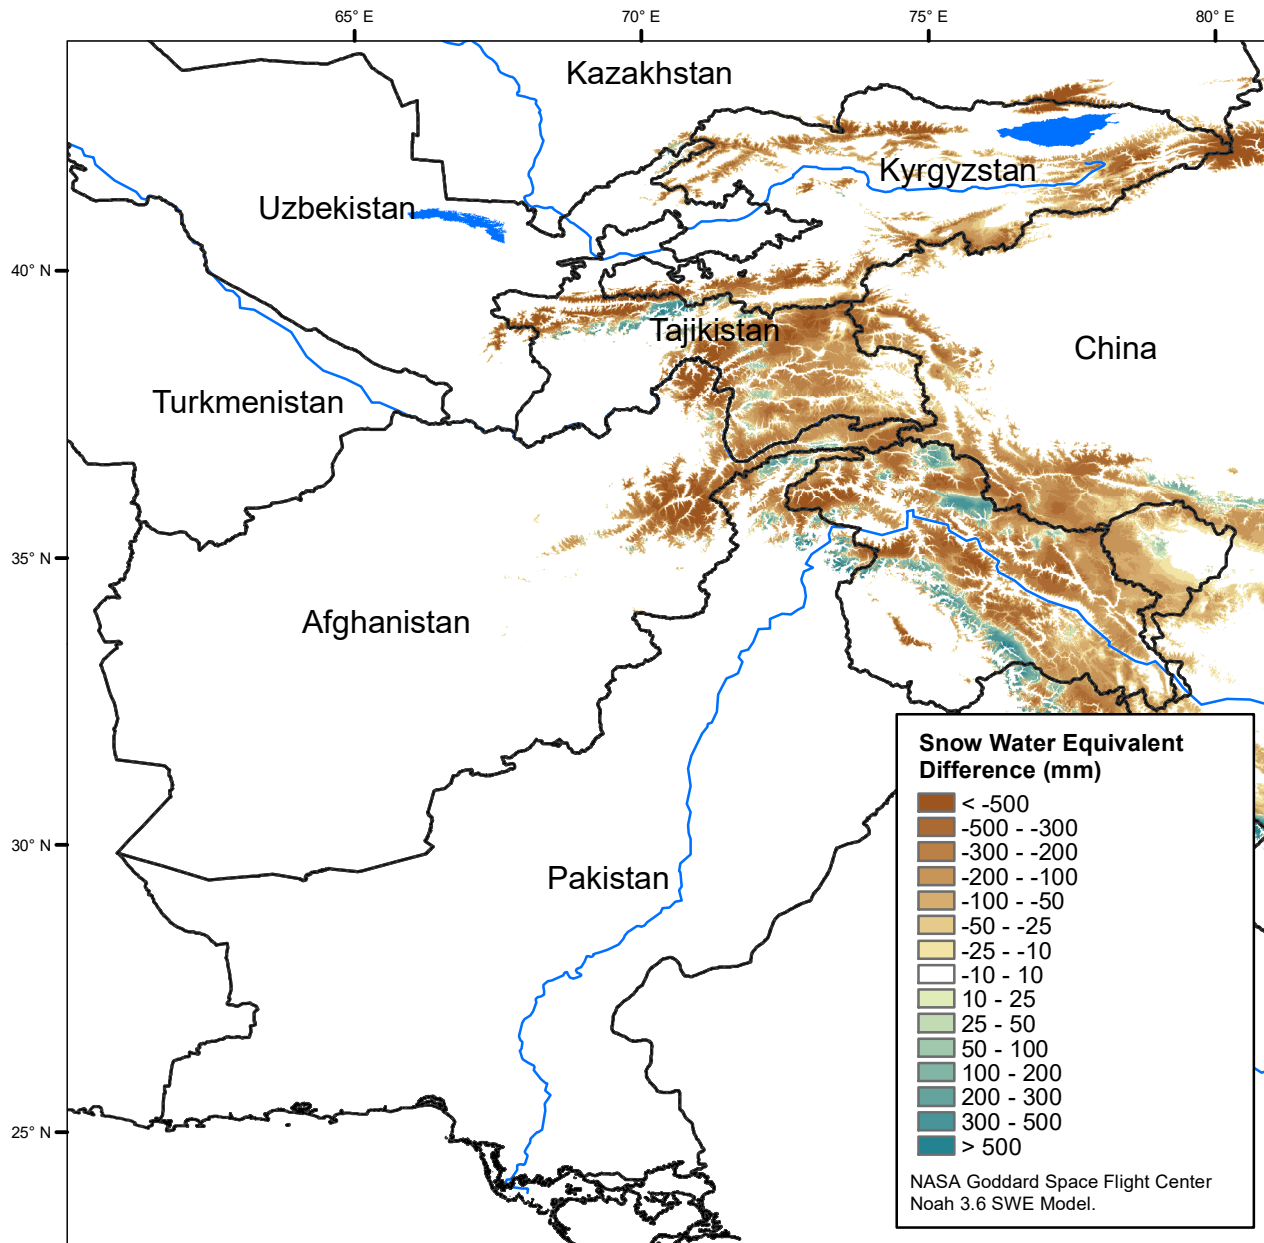 65° E
70° E
75° E
80° E
Kazakhstan
Kyrgyzstan
Uzbekistan
40° N
Tajikistan
China
Turkmenistan
35° N
Afghanistan
Snow Water Equivalent
Difference (mm)
< -500
-500 - -300
-300 - -200
-200 - -100
-100 - -50
-50 - -25
-25 - -10
-10 - 10
10 - 25
25 - 50
50 - 100
100 - 200
200 - 300
300 - 500
> 500
NASA Goddard Space Flight Center
Noah 3.6 SWE Model.
30° N
Pakistan
25° N